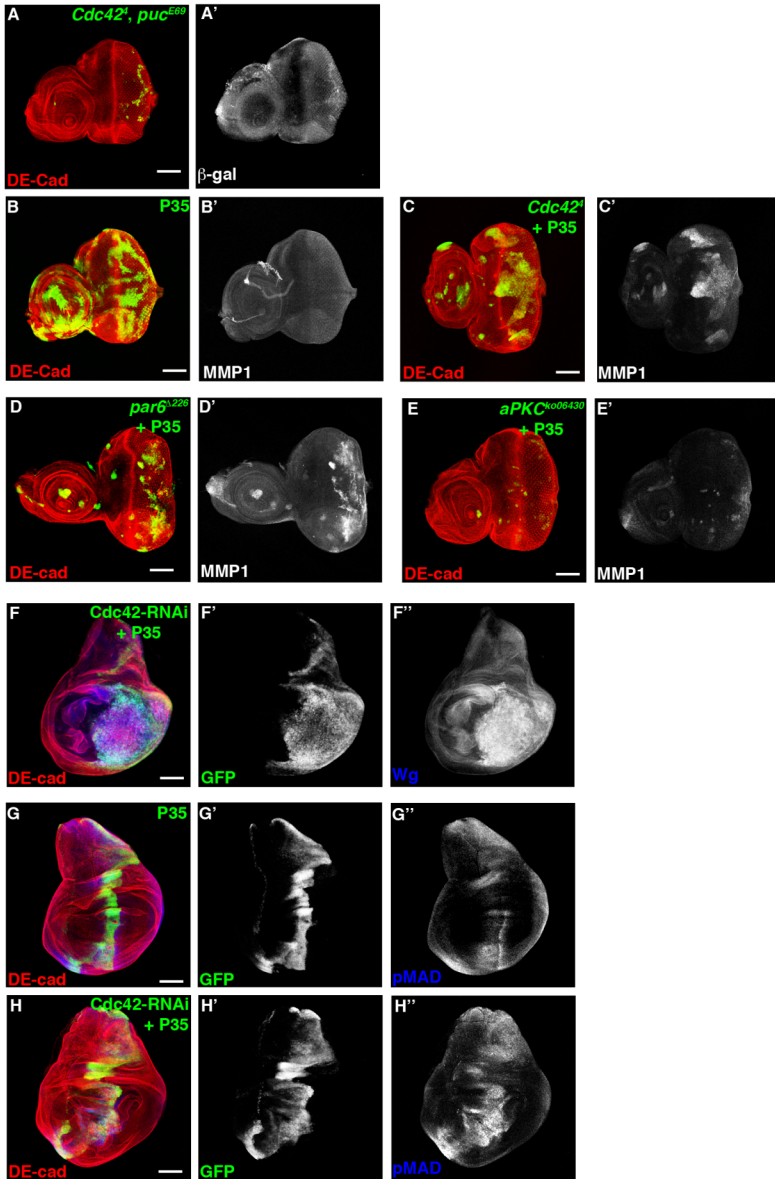 A
Cdc42⁴, puc^E69
DE-Cad
A’
β-gal
B
P35
DE-Cad
B’
MMP1
C
Cdc42⁴
+ P35
DE-Cad
C’
MMP1
D
par6^Δ226
+ P35
DE-cad
D’
MMP1
E
aPKC^ko06430
+ P35
DE-cad
E’
MMP1
F
Cdc42-RNAi
+ P35
DE-cad
F’
GFP
F’’
Wg
G
P35
DE-cad
G’
GFP
G’’
pMAD
H
Cdc42-RNAi
+ P35
DE-cad
H’
GFP
H’’
pMAD